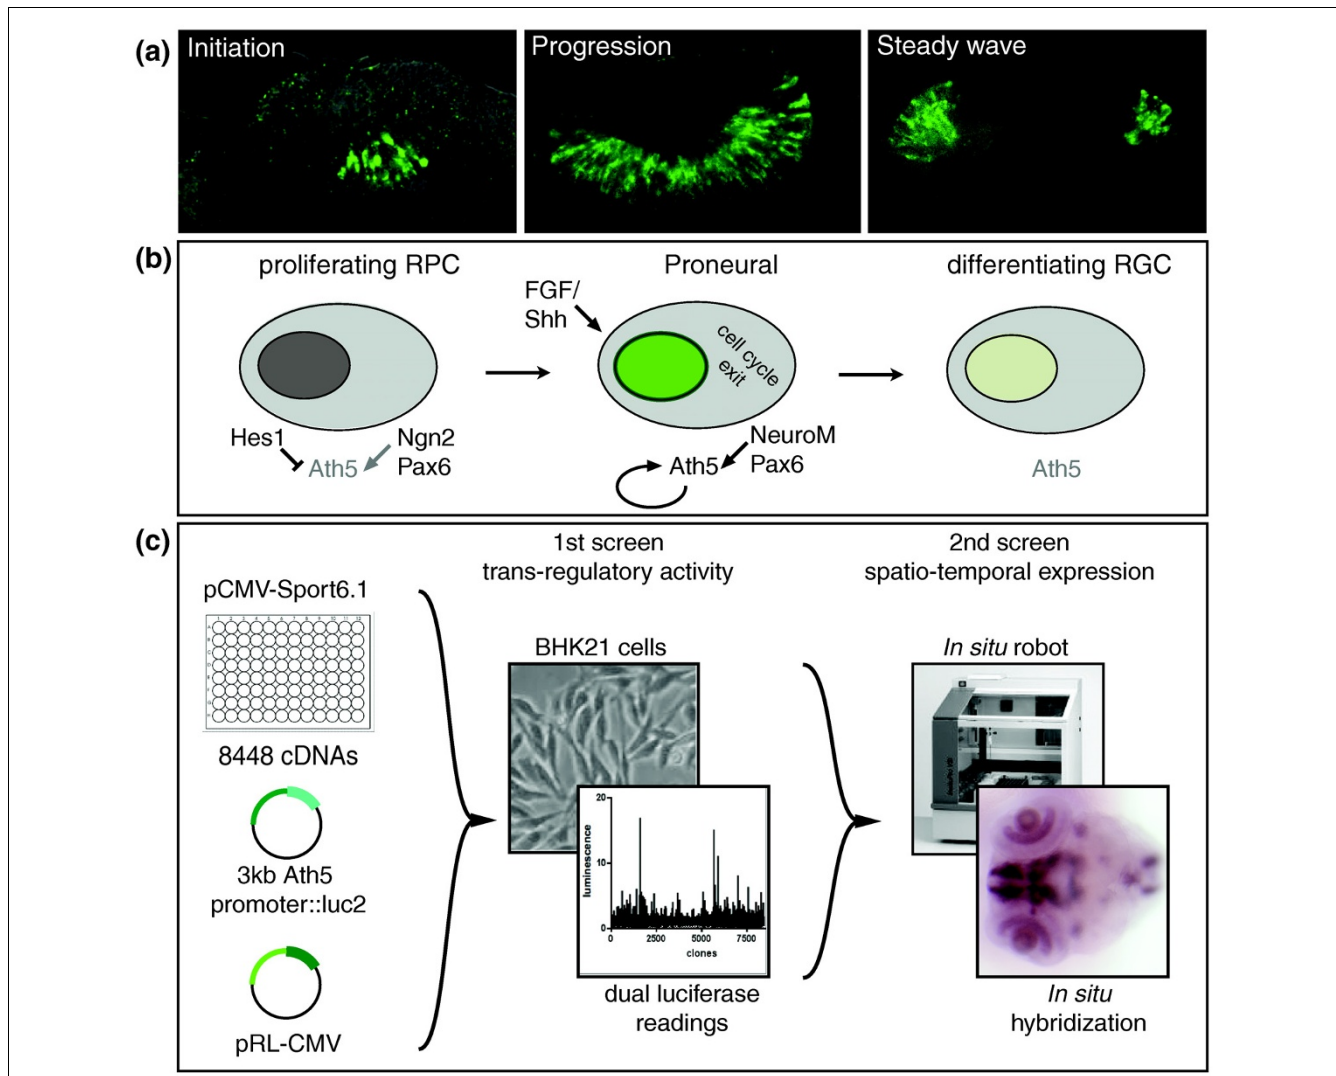 (a)
Initiation
Progression
Steady wave
(b)
proliferating RPC
Proneural
differentiating RGC
FGF/
Shh
cell cycle
exit
Hes1
Ath5
Ngn2
Pax6
Ath5
NeuroM
Pax6
Ath5
(c)
1st screen
trans-regulatory activity
2nd screen
spatio-temporal expression
pCMV-Sport6.1
8448 cDNAs
3kb Ath5
promoter::luc2
pRL-CMV
BHK21 cells
luminescence
20
10
0
0
2500
5000
7500
clones
dual luciferase
readings
In situ robot
In situ
hybridization